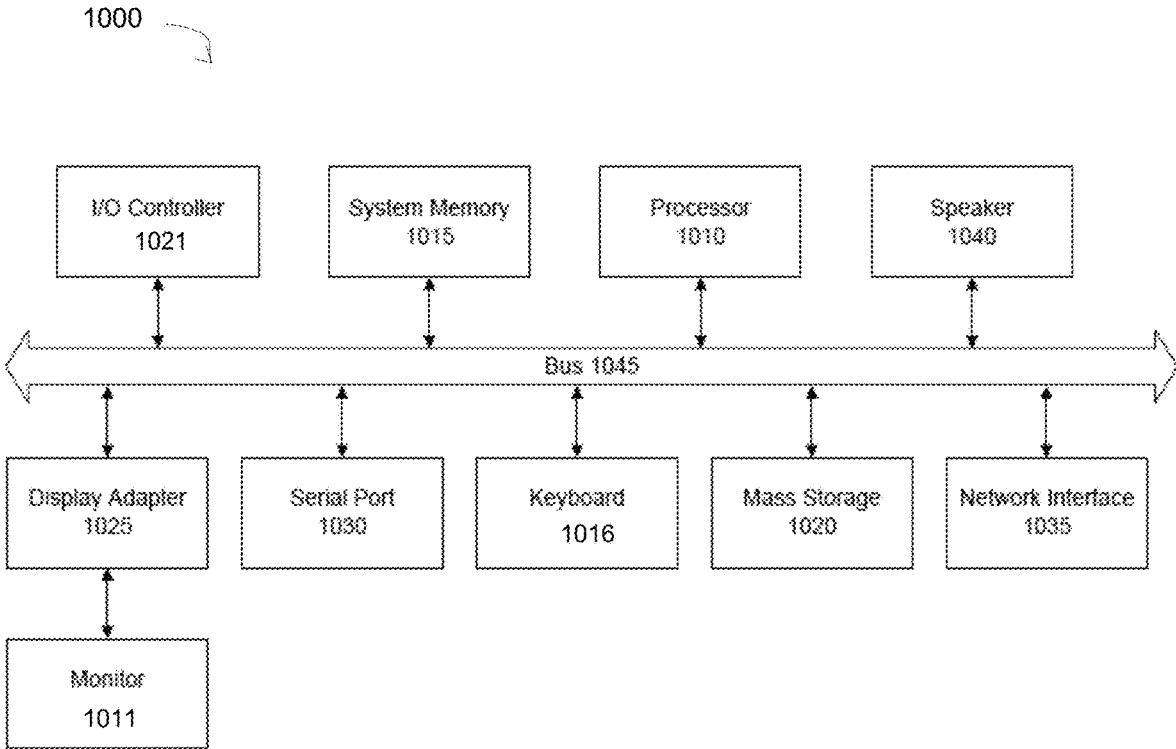 1000
I/O Controller
1021
System Memory
1015
Processor
1010
Speaker
1040
Bus 1045
Display Adapter
1025
Serial Port
1030
Keyboard
1016
Mass Storage
1020
Network Interface
1035
Monitor
1011